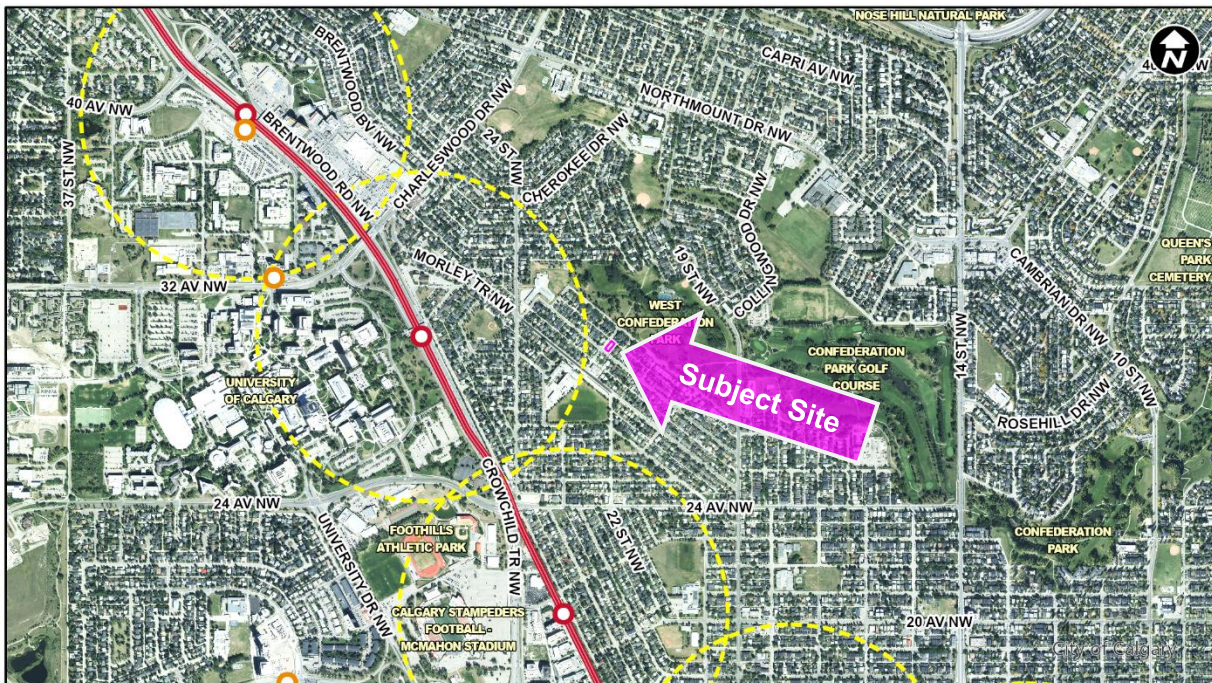 NOSE HILL NATURAL PARK
N
BRENTWOOD BV NW
CAPRI AV NW
40 AV NW
NORTHMOUNT DR NW
BRENTWOOD RD NW
CHARLESWOOD DR NW
24 ST NW
CHEROKEE DR NW
37 ST NW
COLLINGWOOD DR NW
19 ST NW
MORLEY TR NW
32 AV NW
QUEEN'S
PARK
CEMETERY
CAMBRIAN DR NW
10 ST NW
14 ST NW
WEST
CONFEDERATION
PARK
CONFEDERATION
PARK GOLF
COURSE
Subject Site
UNIVERSITY
OF CALGARY
ROSEHILL DR NW
CROWCHILD TR NW
24 AV NW
24 AV NW
UNIVERSITY DR NW
22 ST NW
FOOTHILLS
ATHLETIC PARK
CONFEDERATION
PARK
CALGARY STAMPEDERS
FOOTBALL -
MCMAHON STADIUM
20 AV NW
City of Calgary